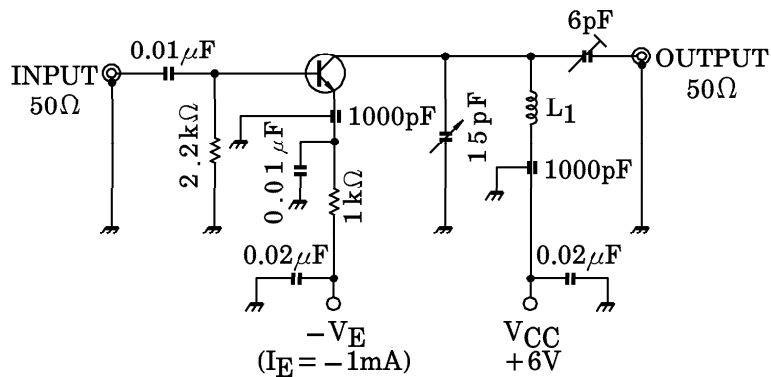 6pF
0.01μF
INPUT
50Ω
OUTPUT
50Ω
1000pF
L1
15pF
2.2kΩ
0.01μF
1kΩ
1000pF
0.02μF
0.02μF
−VE
(IE=−1mA)
VCC
+6V